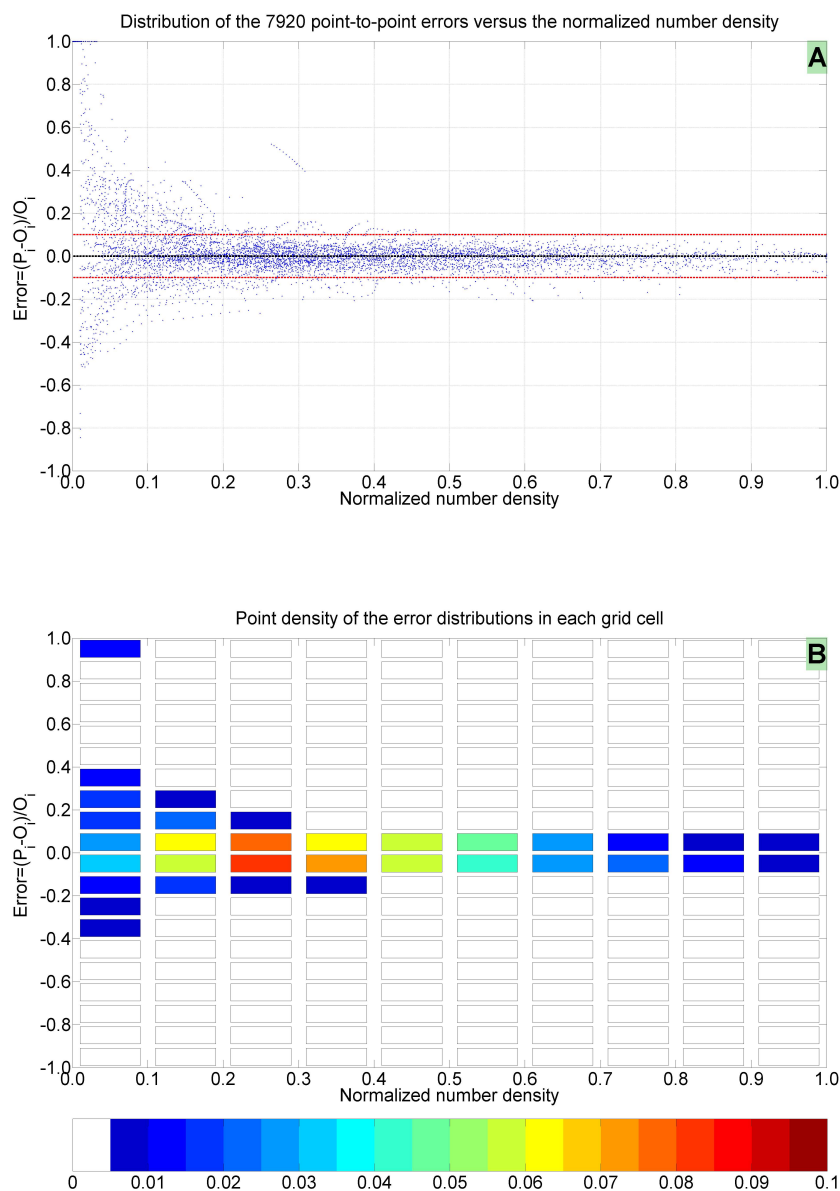 Distribution of the 7920 point-to-point errors versus the normalized number density
A
1.0
0.8
0.6
0.4
0.2
0.0
-0.2
-0.4
-0.6
-0.8
-1.0
Error=(Pi-Oi)/Oi
0.0 0.1 0.2 0.3 0.4 0.5 0.6 0.7 0.8 0.9 1.0
Normalized number density
Point density of the error distributions in each grid cell
B
1.0
0.8
0.6
0.4
0.2
0.0
-0.2
-0.4
-0.6
-0.8
-1.0
Error=(Pi-Oi)/Oi
0.0 0.1 0.2 0.3 0.4 0.5 0.6 0.7 0.8 0.9 1.0
Normalized number density
0 0.01 0.02 0.03 0.04 0.05 0.06 0.07 0.08 0.09 0.1